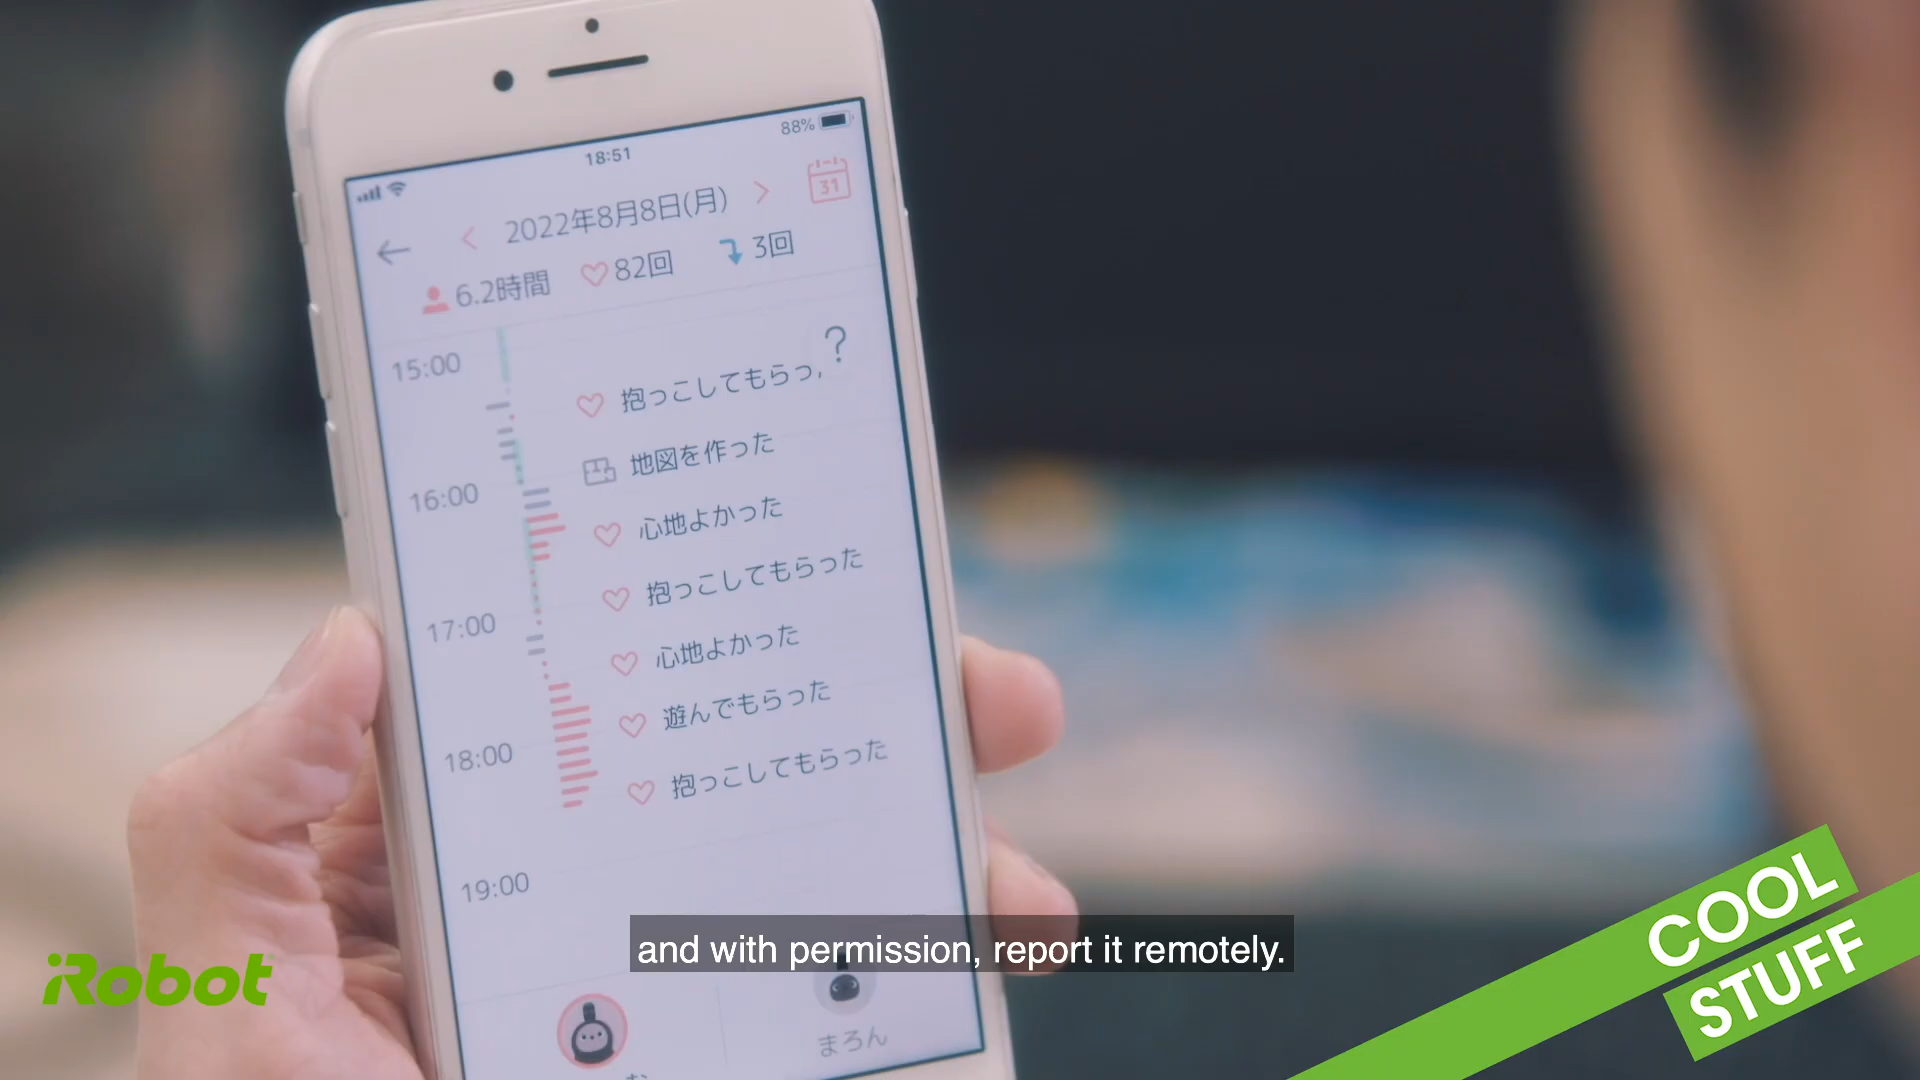 88%
18:51
2022年8月8日(月)
31
6.2時間 82回 3回
?
15:00
抱っこしてもらっ
地図を作った
16:00
心地よかった
抱っこしてもらった
17:00
心地よかった
遊んでもらった
18:00
抱っこしてもらった
19:00
and with permission, report it remotely.
まろん
iRobot
COOL
STUFF